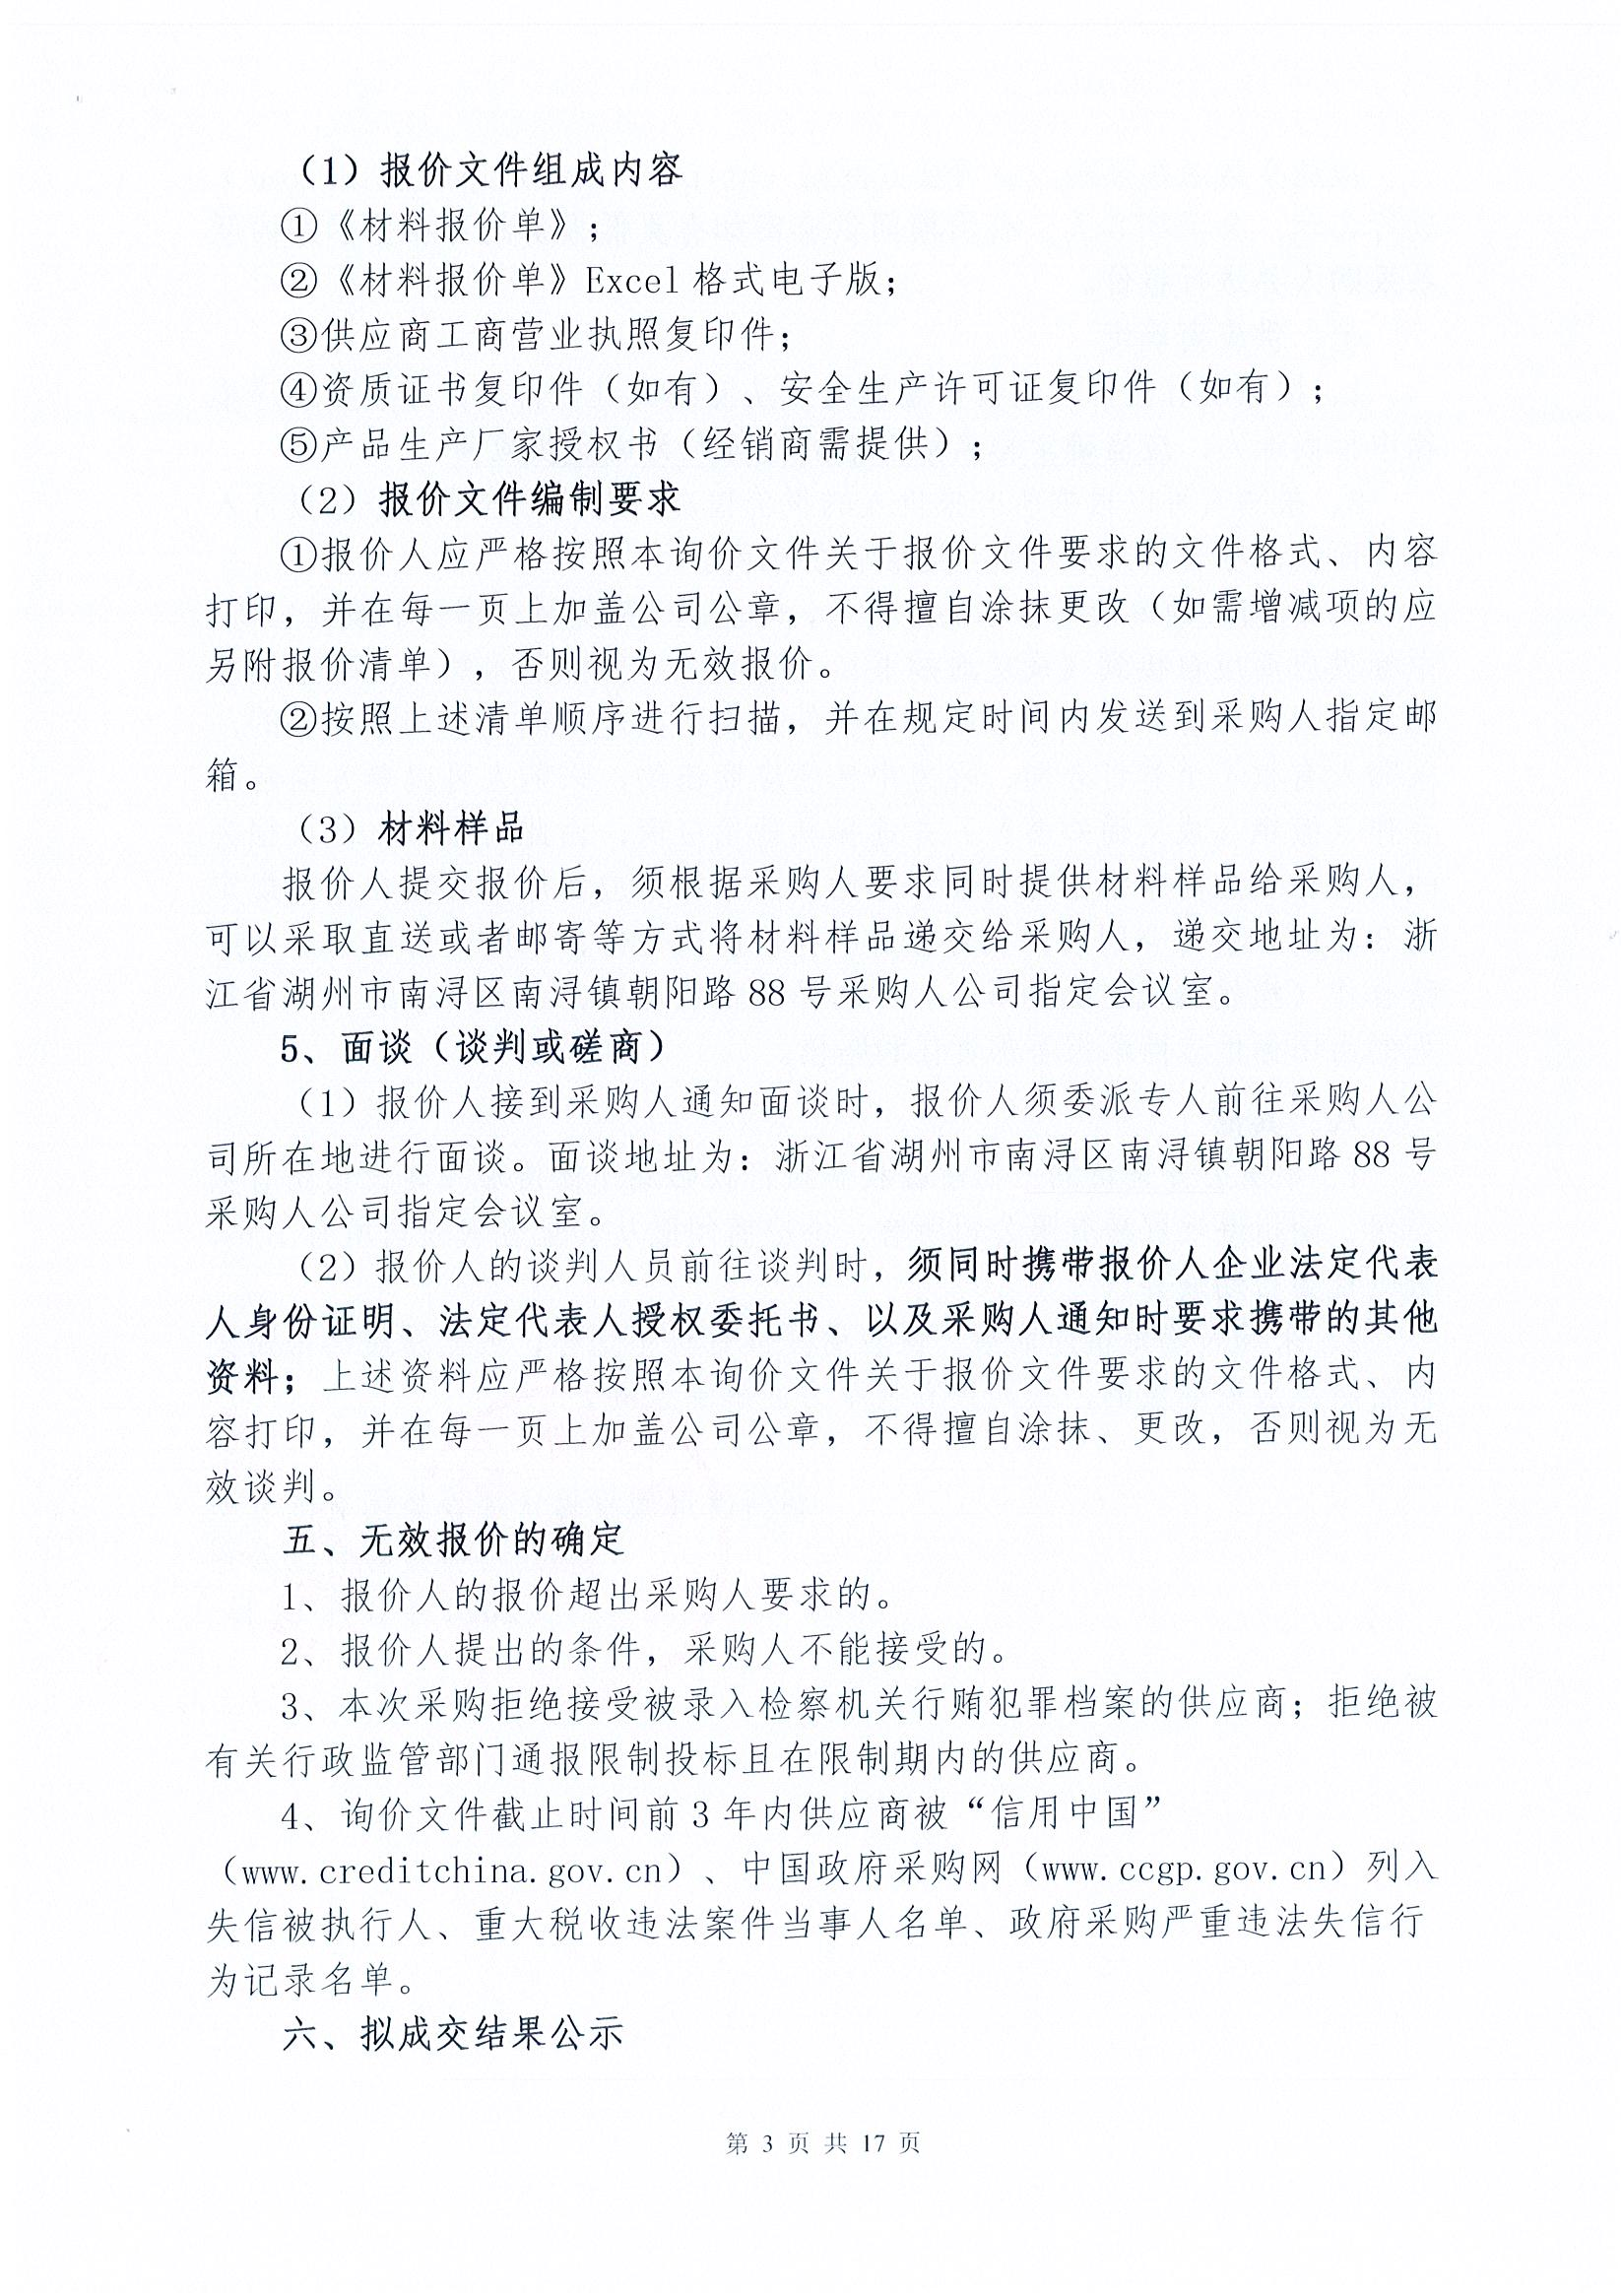 （1）报价文件组成内容
①《材料报价单》；
②《材料报价单》Excel格式电子版；
③供应商工商营业执照复印件；
④资质证书复印件（如有）、安全生产许可证复印件（如有）；
⑤产品生产厂家授权书（经销商需提供）；
（2）报价文件编制要求
①报价人应严格按照本询价文件关于报价文件要求的文件格式、内容
打印，并在每一页上加盖公司公章，不得擅自涂抹更改（如需增减项的应
另附报价清单），否则视为无效报价。
②按照上述清单顺序进行扫描，并在规定时间内发送到采购人指定邮
箱。
（3）材料样品
报价人提交报价后，须根据采购人要求同时提供材料样品给采购人，
可以采取直送或者邮寄等方式将材料样品递交给采购人，递交地址为：浙
江省湖州市南浔区南浔镇朝阳路 88 号采购人公司指定会议室。
5、面谈（谈判或磋商）
（1）报价人接到采购人通知面谈时，报价人须委派专人前往采购人公
司所在地进行面谈。面谈地址为：浙江省湖州市南浔区南浔镇朝阳路 88 号
采购人公司指定会议室。
（2）报价人的谈判人员前往谈判时，须同时携带报价人企业法定代表
人身份证明、法定代表人授权委托书、以及采购人通知时要求携带的其他
资料；上述资料应严格按照本询价文件关于报价文件要求的文件格式、内
容打印，并在每一页上加盖公司公章，不得擅自涂抹、更改，否则视为无
效谈判。
五、无效报价的确定
1、报价人的报价超出采购人要求的。
2、报价人提出的条件，采购人不能接受的。
3、本次采购拒绝接受被录入检察机关行贿犯罪档案的供应商；拒绝被
有关行政监管部门通报限制投标且在限制期内的供应商。
4、询价文件截止时间前 3 年内供应商被“信用中国”
（www.creditchina.gov.cn）、中国政府采购网（www.ccgp.gov.cn）列入
失信被执行人、重大税收违法案件当事人名单、政府采购严重违法失信行
为记录名单。
六、拟成交结果公示
第 3 页 共 17 页